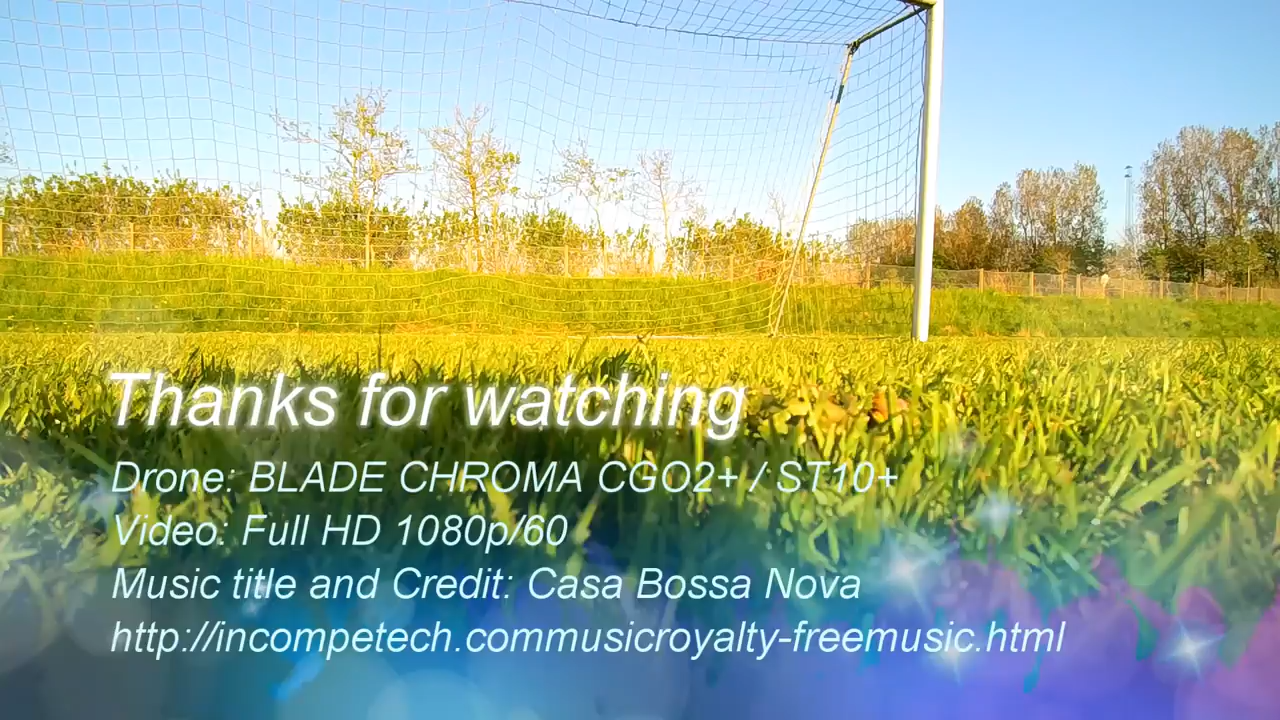 Thanks for watching
Drone: BLADE CHROMA CGO2+ / ST10+
Video: Full HD 1080p/60
Music title and Credit: Casa Bossa Nova
http://incompetech.commusicroyalty-freemusic.html